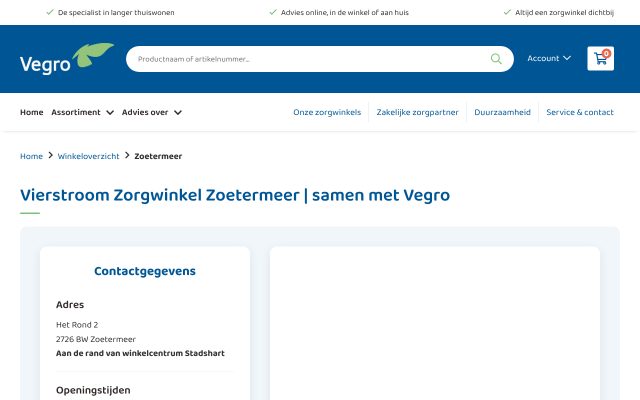 De specialist in langer thuiswonen
Advies online, in de winkel of aan huis
Altijd een zorgwinkel dichtbij
Vegro
Productnaam of artikelnummer...
Account
0
Home
Assortiment
Advies over
Onze zorgwinkels
Zakelijke zorgpartner
Duurzaamheid
Service & contact
Home > Winkeloverzicht > Zoetermeer
Vierstroom Zorgwinkel Zoetermeer | samen met Vegro
Contactgegevens
Adres
Het Rond 2
2726 BW Zoetermeer
Aan de rand van winkelcentrum Stadshart
Openingstijden